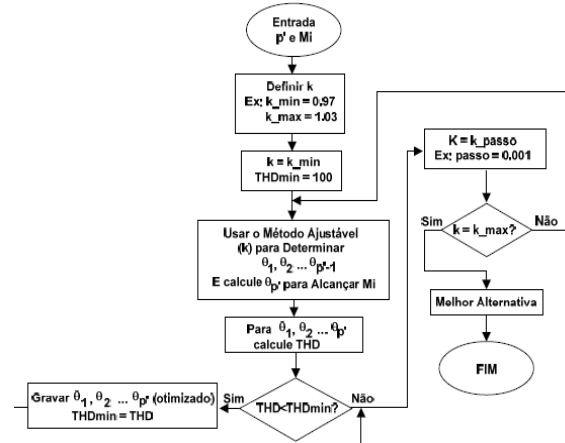 Entrada
p' e Mi
Definir k
Ex: k_min = 0.97
k_max = 1.03
k = k_min
THDmin = 100
Usar o Método Ajustável
(k) para Determinar
θ1, θ2 ... θp'-1
E calcule θp' para Alcançar Mi
Para θ1, θ2 ... θp'
calcule THD
THD<THDmin?
Sim
Não
Gravar θ1, θ2 ... θp' (otimizado)
THDmin = THD
K = k_passo
Ex: passo = 0.001
k = k_max?
Sim
Não
Melhor Alternativa
FIM